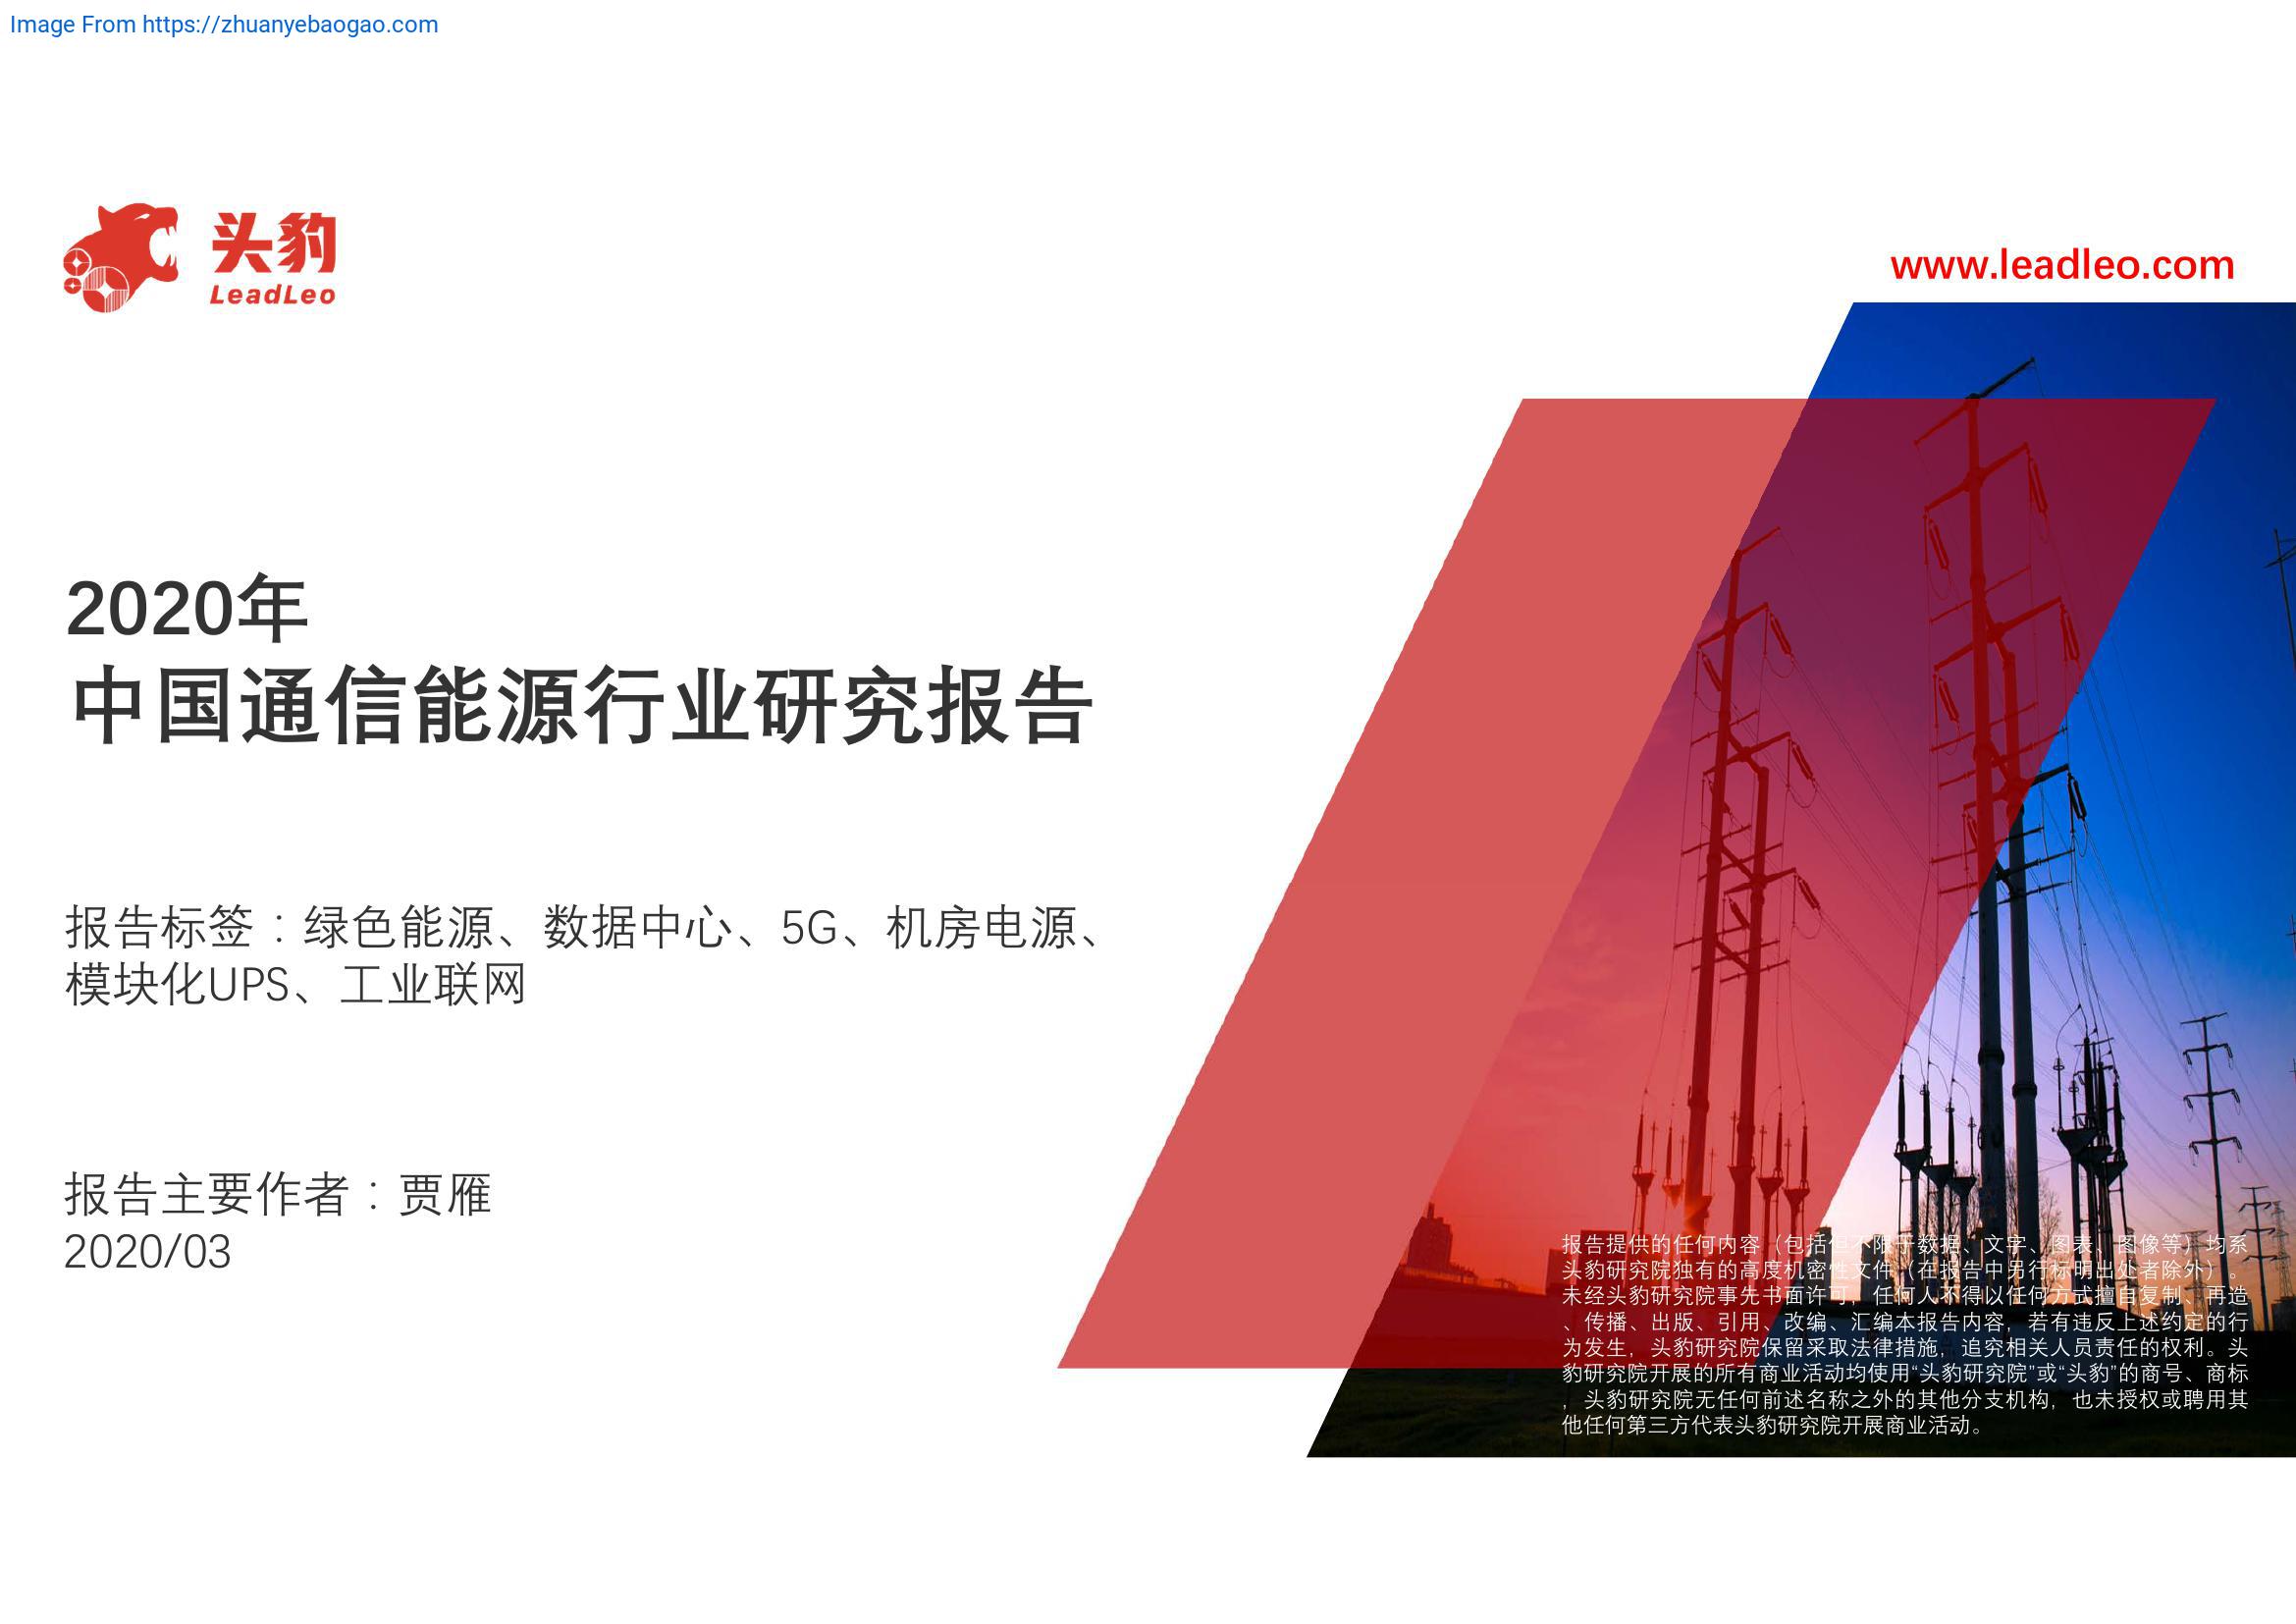 Image From https://zhuanyebaogao.com
头豹
LeadLeo
www.leadleo.com
2020年
中国通信能源行业研究报告
报告标签：绿色能源、数据中心、5G、机房电源、
模块化UPS、工业联网
报告主要作者：贾雁
2020/03
报告提供的任何内容（包括但不限于数据、文字、图表、图像等）均系
头豹研究院独有的高度机密性文件（在报告中另行标明出处者除外）。
未经头豹研究院事先书面许可，任何人不得以任何方式擅自复制、再造
、传播、出版、引用、改编、汇编本报告内容，若有违反上述约定的行
为发生，头豹研究院保留采取法律措施，追究相关人员责任的权利。头
豹研究院开展的所有商业活动均使用“头豹研究院”或“头豹”的商号、商标
，头豹研究院无任何前述名称之外的其他分支机构，也未授权或聘用其
他任何第三方代表头豹研究院开展商业活动。